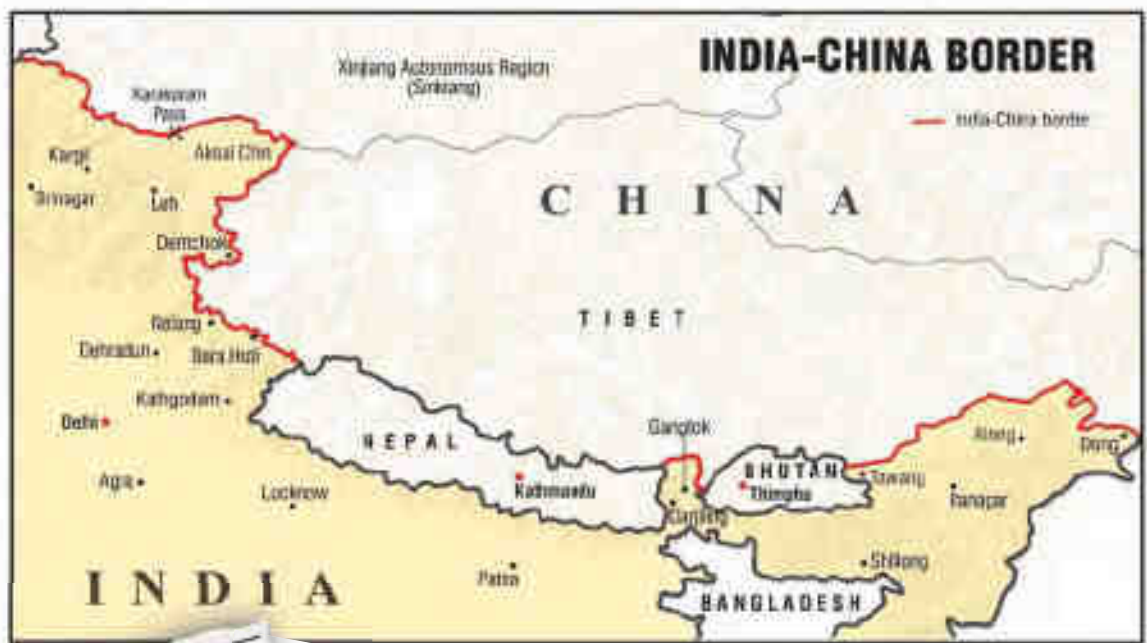 INDIA-CHINA BORDER
India-China border
Xinjiang Autonomous Region
(Sinkiang)
Karakoram
Pass
Aksai Chin
Kargil
Srinagar
Leh
CHINA
Demchok
TIBET
Nelang
Dehradun
Bara Hoti
Kathgodam
Delhi
NEPAL
Gangtok
BHUTAN
Along
Tawang
Agra
Lucknow
Kathmandu
Thimphu
Itanagar
Shillong
Patna
INDIA
BANGLADESH